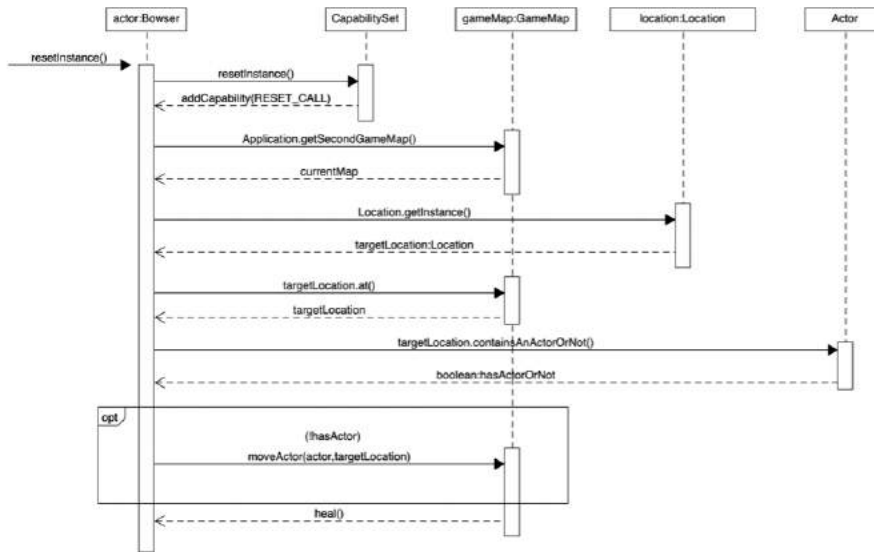 actor:Bowser
CapabilitySet
gameMap:GameMap
location:Location
Actor
resetInstance()
resetInstance()
addCapability(RESET_CALL)
Application.getSecondGameMap()
currentMap
Location.getInstance()
targetLocation:Location
targetLocation.at()
targetLocation
targetLocation.containsAnActorOrNot()
boolean:hasActorOrNot
opt
(!hasActor)
moveActor(actor,targetLocation)
heal()